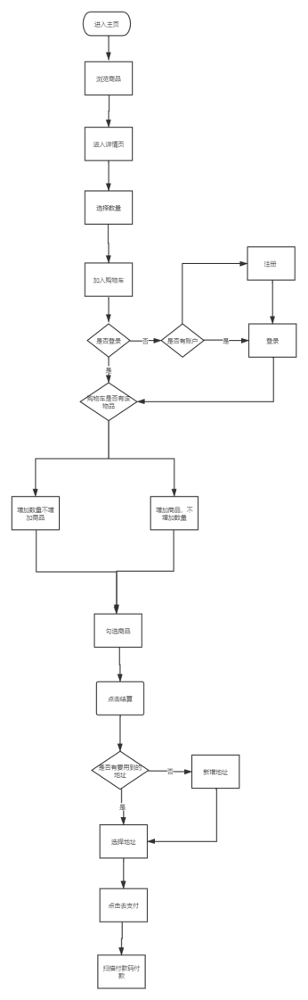 进入主页
浏览商品
进入详情页
选择数量
加入购物车
注册
是否登录
否
是否有账户
是
登录
是
购物车是否有该
物品
增加数量不增
加商品
增加商品、不
增加数量
勾选商品
点击结算
是否有要用到的
地址
否
新增地址
是
选择地址
点击去支付
扫描付款码付
款